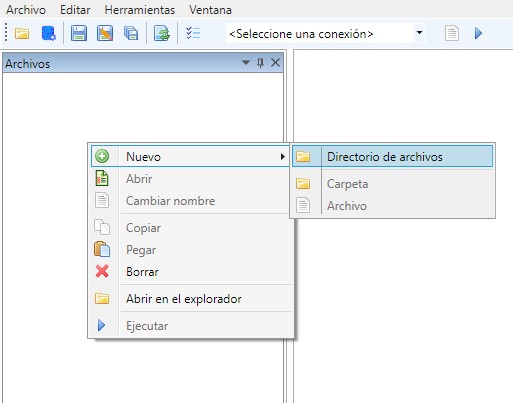 Archivo Editar Herramientas Ventana
<Seleccione una conexión>
Archivos
Nuevo
Abrir
Cambiar nombre
Copiar
Pegar
Borrar
Abrir en el explorador
Ejecutar
Directorio de archivos
Carpeta
Archivo